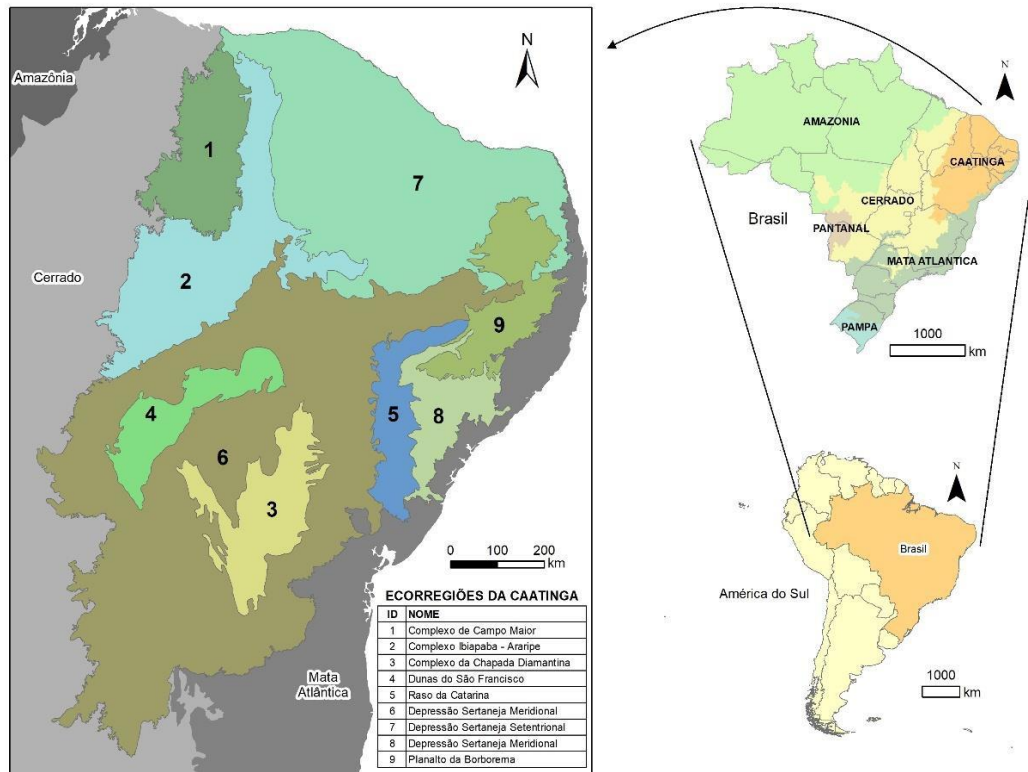 Amazônia
N
1
7
2
Cerrado
9
4
5
8
6
3
0 100 200
km
Mata
Atlântica
ECORREGIÕES DA CAATINGA
ID NOME
1 Complexo de Campo Maior
2 Complexo Ibiapaba - Araripe
3 Complexo da Chapada Diamantina
4 Dunas do São Francisco
5 Raso da Catarina
6 Depressão Sertaneja Meridional
7 Depressão Sertaneja Setentrional
8 Depressão Sertaneja Meridional
9 Planalto da Borborema
N
AMAZONIA
CAATINGA
CERRADO
Brasil
PANTANAL
MATA ATLANTICA
PAMPA
1000
km
N
Brasil
América do Sul
1000
km